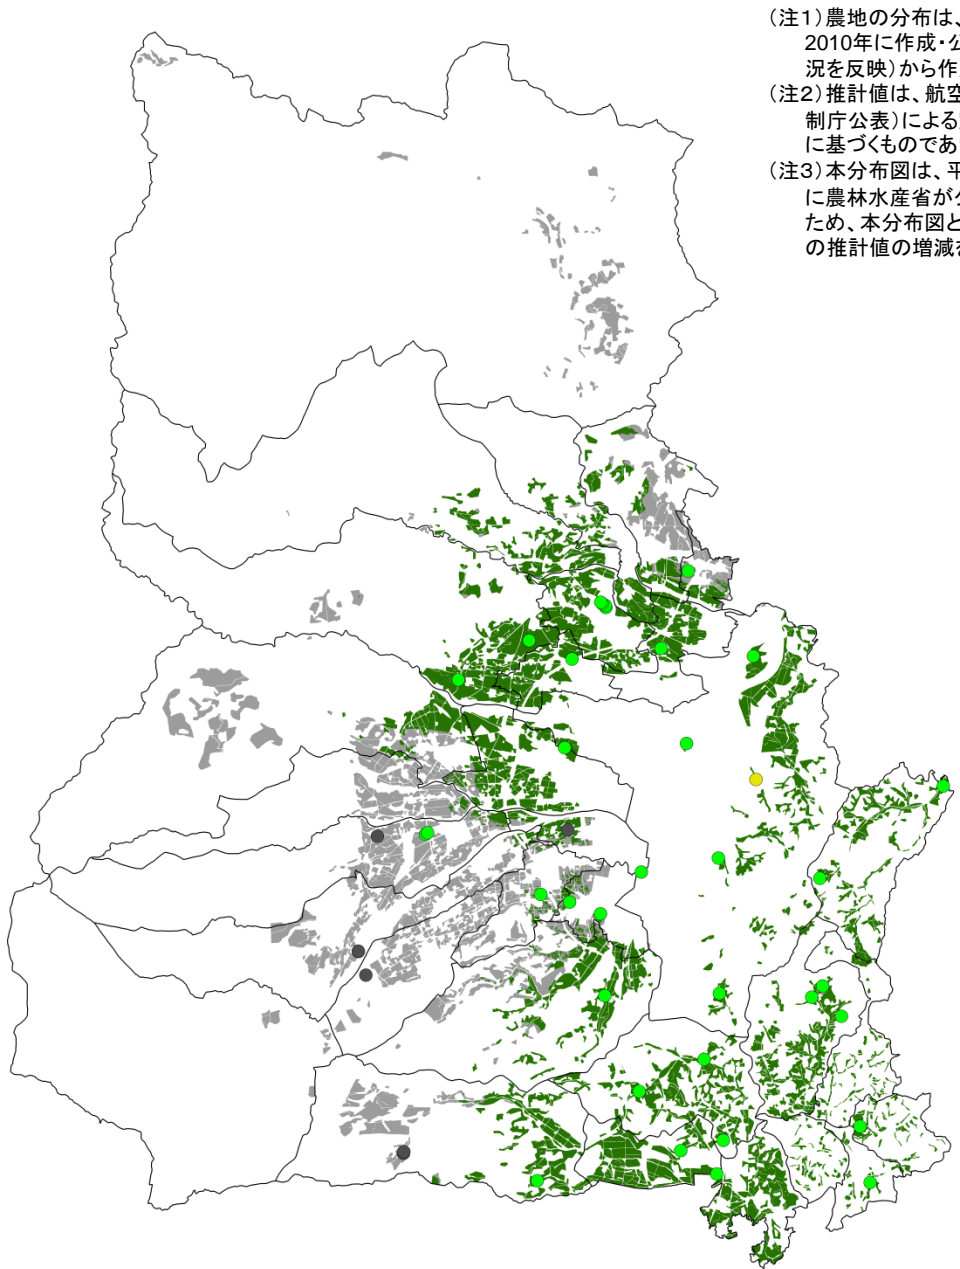 （注１）農地の分布は、
2010年に作成・公
況を反映）から作
（注２）推計値は、航空
制庁公表）による
に基づくものであ
（注３）本分布図は、平
に農林水産省が
ため、本分布図と
の推計値の増減